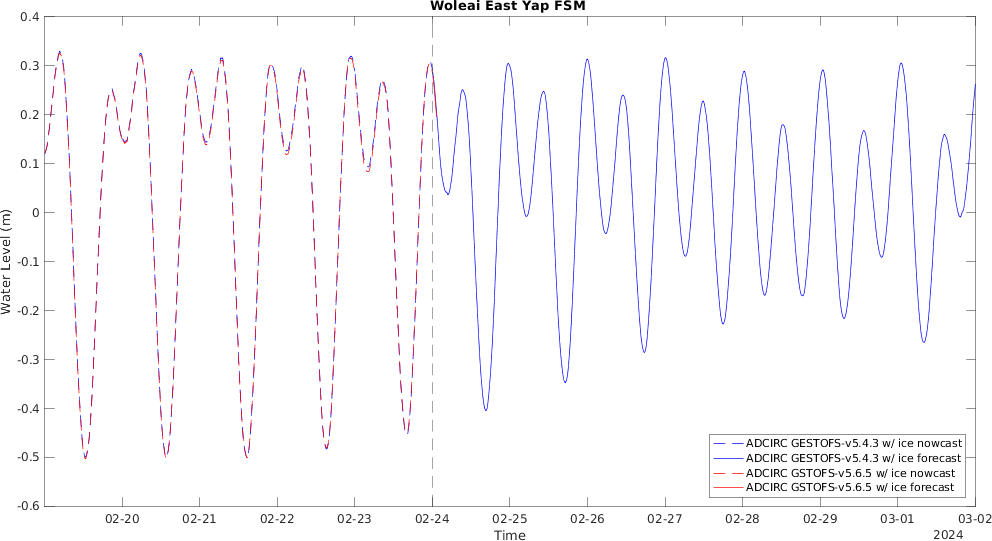 Woleai East Yap FSM
0.4
0.3
0.2
0.1
0
-0.1
-0.2
-0.3
-0.4
-0.5
-0.6
Water Level (m)
02-20 02-21 02-22 02-23 02-24 02-25 02-26 02-27 02-28 02-29 03-01 03-02
Time
2024
ADCIRC GESTOFS-v5.4.3 w/ ice nowcast
ADCIRC GESTOFS-v5.4.3 w/ ice forecast
ADCIRC GSTOFS-v5.6.5 w/ ice nowcast
ADCIRC GSTOFS-v5.6.5 w/ ice forecast